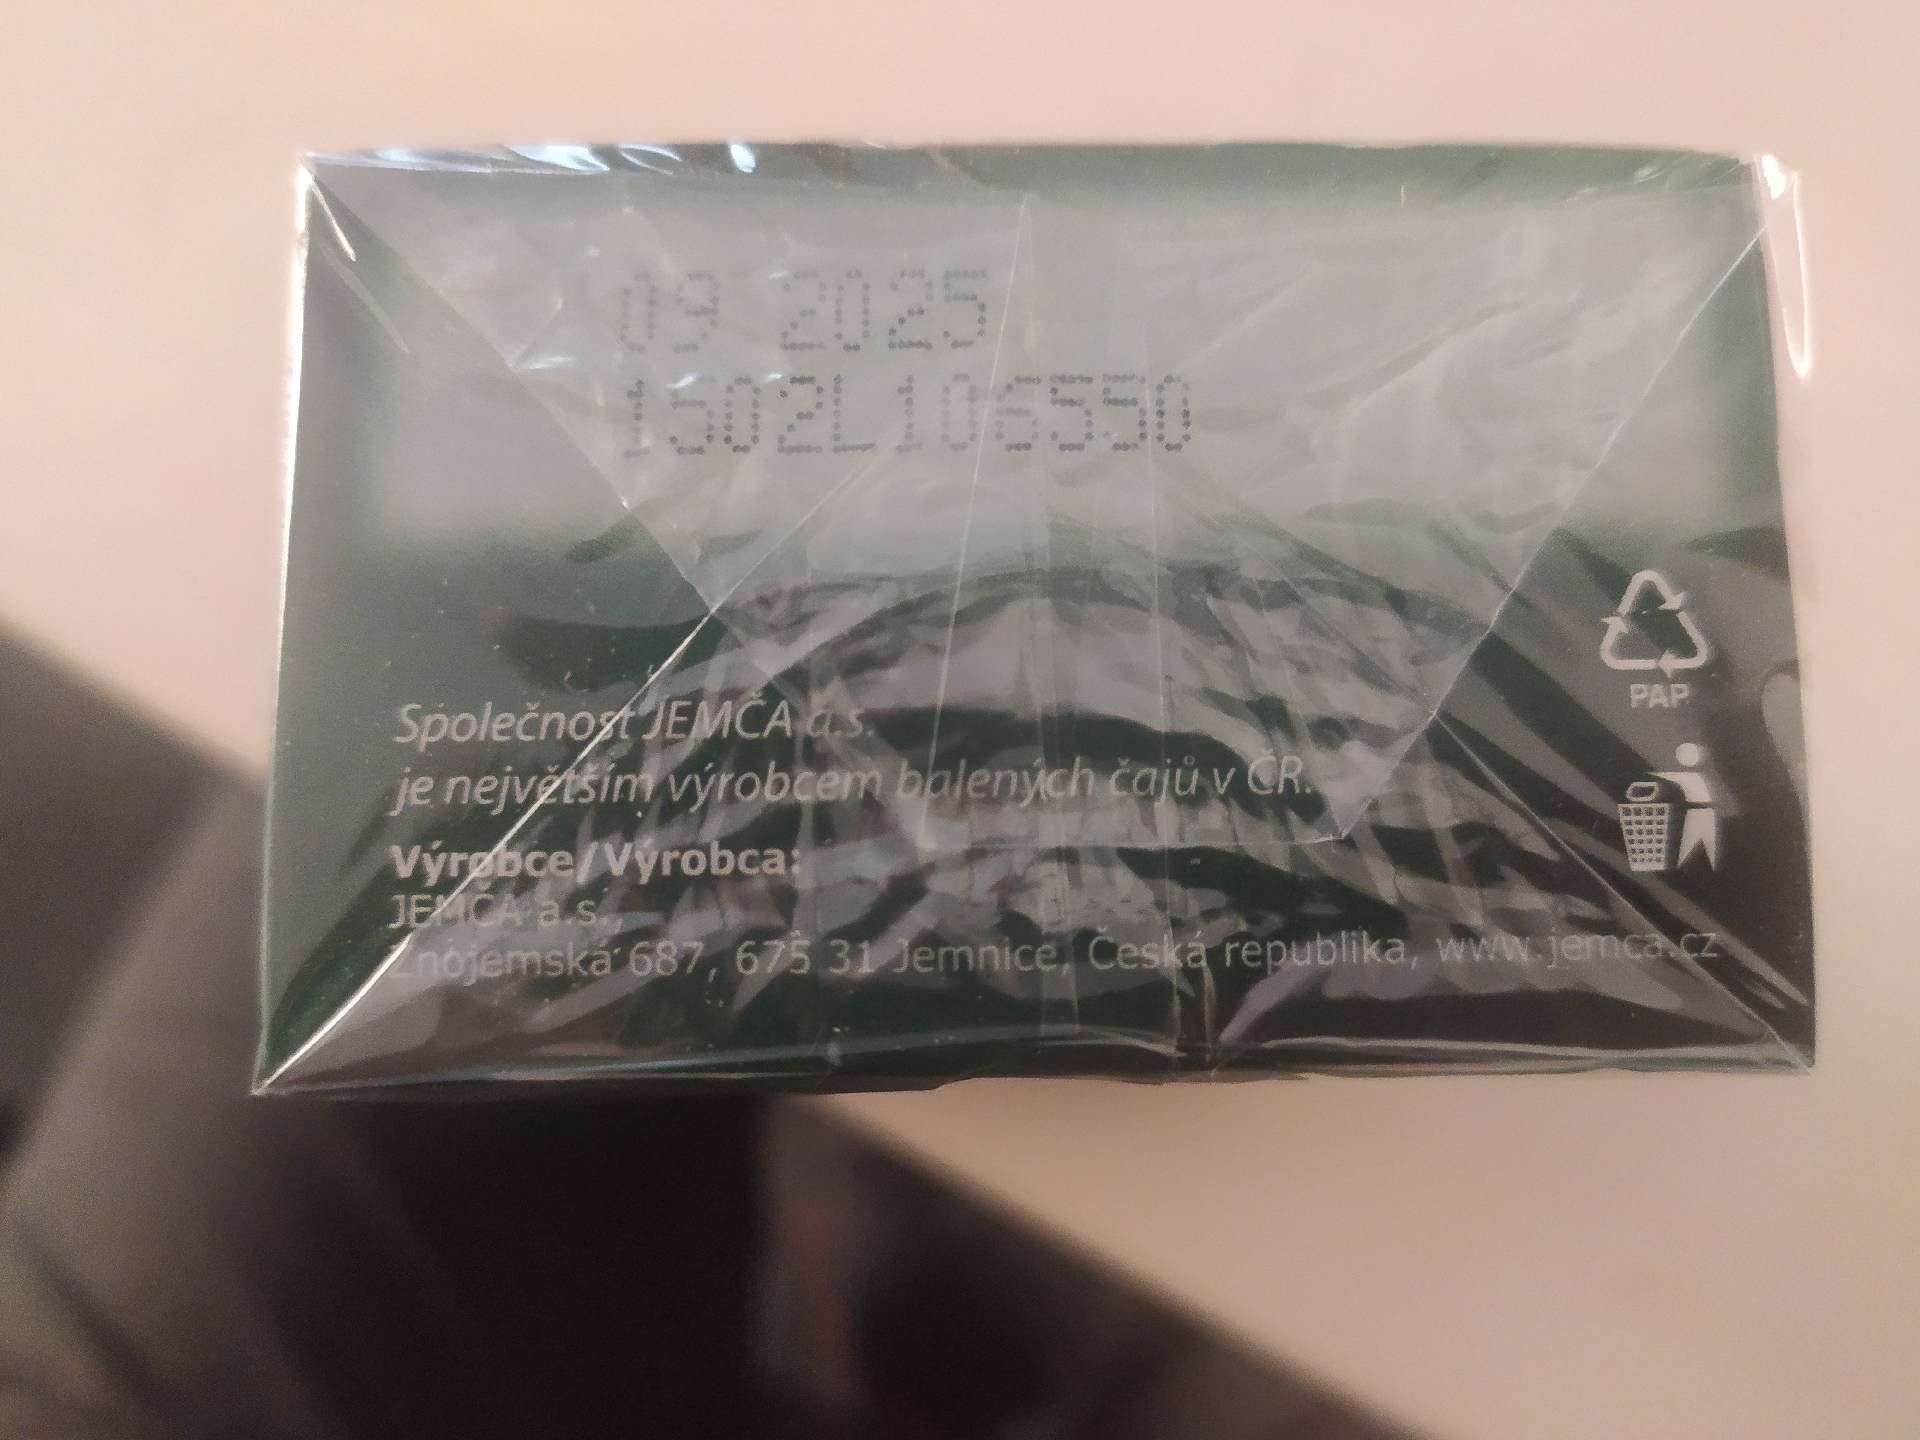 09 2025
1502L106550
PAP
Společnost JEMČA a.s.
je největším výrobcem balených čajů v ČR.
Výrobce/Výrobca:
JEMČA a.s.,
Znojemská 687, 675 31 Jemnice, Česká republika, www.jemca.cz